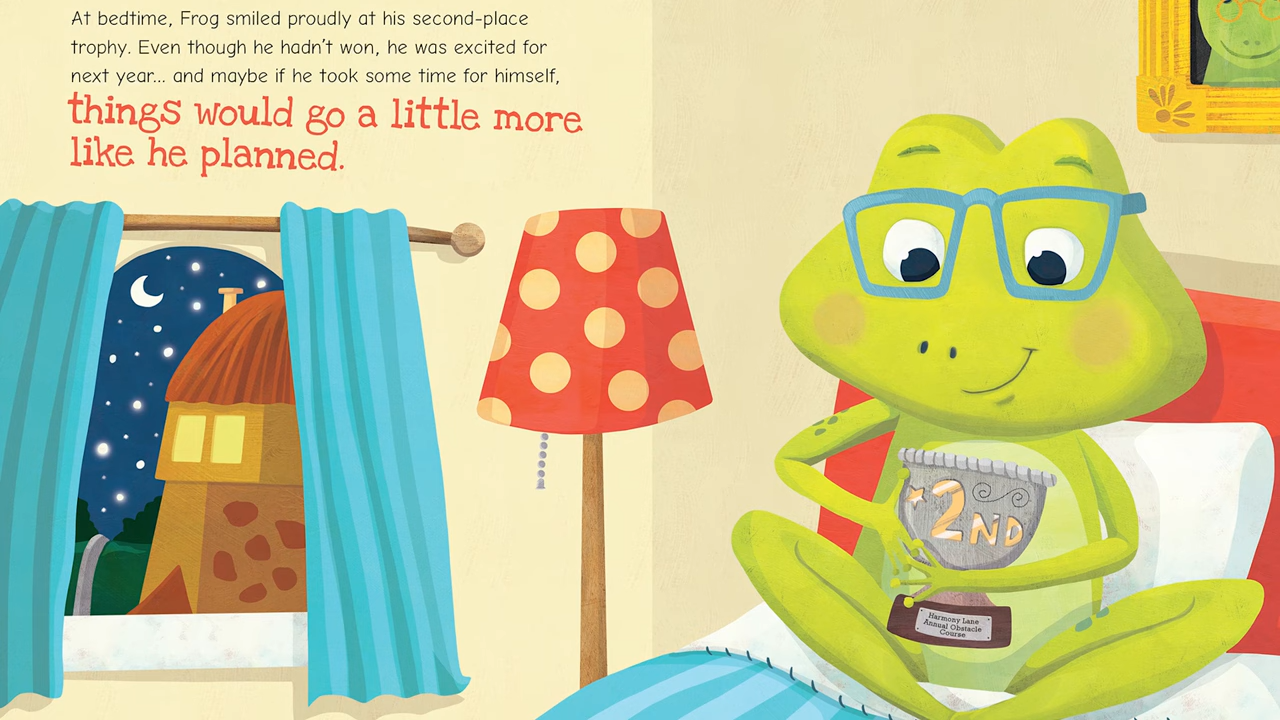 At bedtime, Frog smiled proudly at his second-place
trophy. Even though he hadn’t won, he was excited for
next year... and maybe if he took some time for himself,
things would go a little more
like he planned.
2ND
Harmony Lane
Annual Obstacle
Course